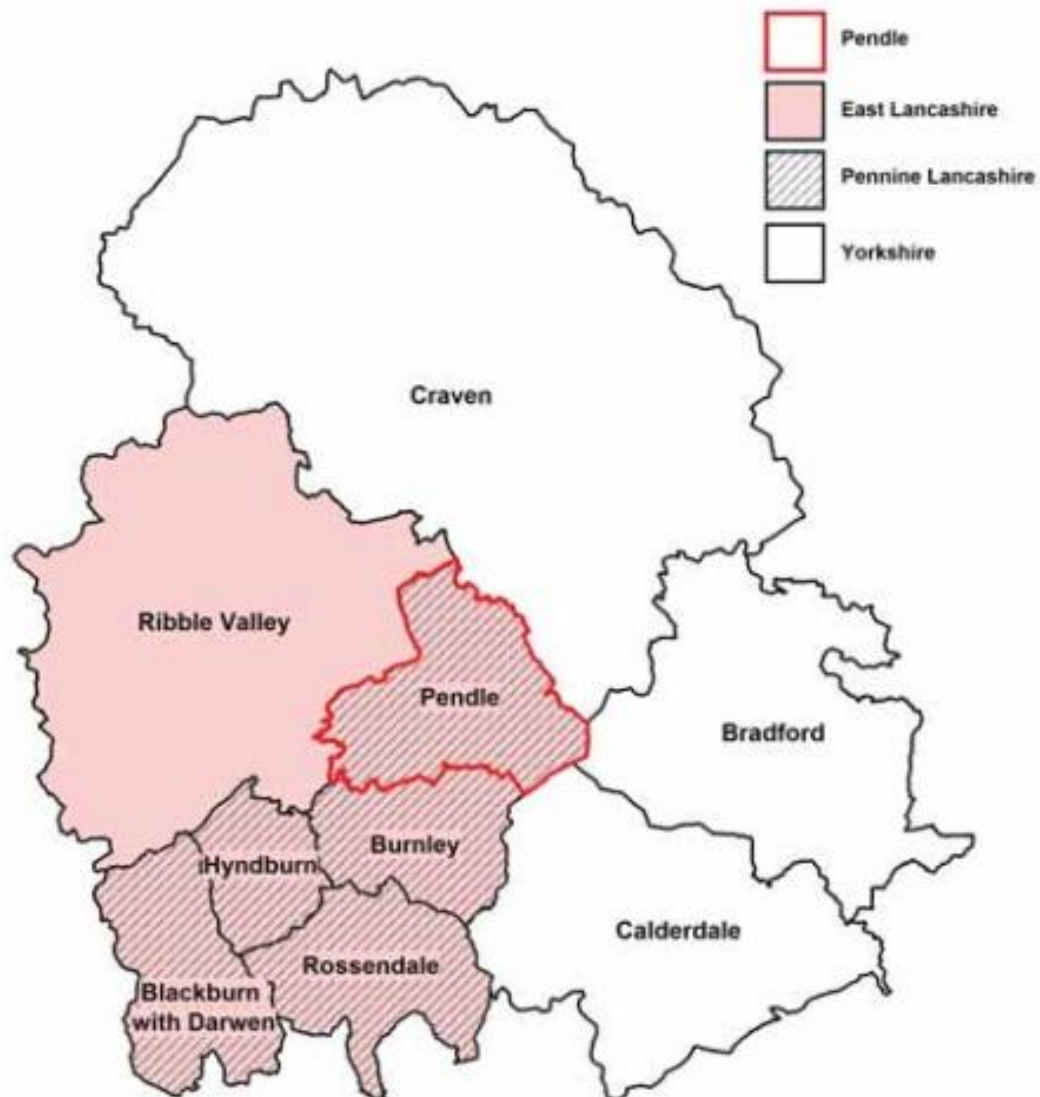 Pendle
East Lancashire
Pennine Lancashire
Yorkshire
Craven
Ribble Valley
Pendle
Bradford
Burnley
Hyndburn
Calderdale
Rossendale
Blackburn
with Darwen